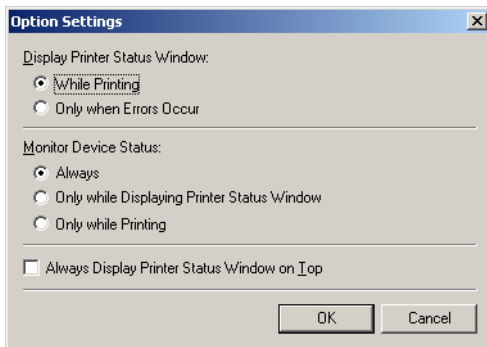 Option Settings
Display Printer Status Window:
While Printing
Only when Errors Occur
Monitor Device Status:
Always
Only while Displaying Printer Status Window
Only while Printing
Always Display Printer Status Window on Top
OK Cancel